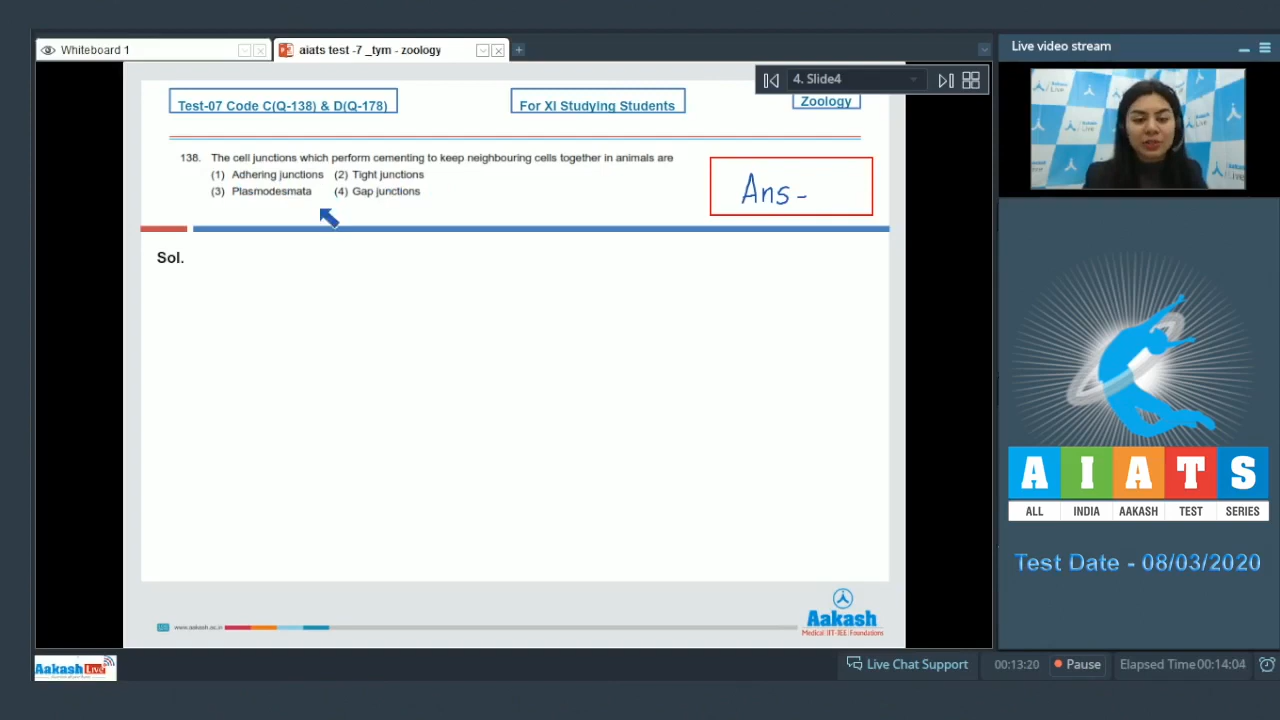 Whiteboard 1
aiats test -7 _tym - zoology
Live video stream
4. Slide4
Test-07 Code C(Q-138) & D(Q-178)
For XI Studying Students
Zoology
138. The cell junctions which perform cementing to keep neighbouring cells together in animals are
(1) Adhering junctions (2) Tight junctions
(3) Plasmodesmata (4) Gap junctions
Ans -
Sol.
A I A T S
ALL INDIA AAKASH TEST SERIES
Test Date - 08/03/2020
www.aakash.ac.in
Aakash
Medical | IIT-JEE | Foundations
Aakash Live
Live Chat Support
00:13:20
Pause
Elapsed Time 00:14:04